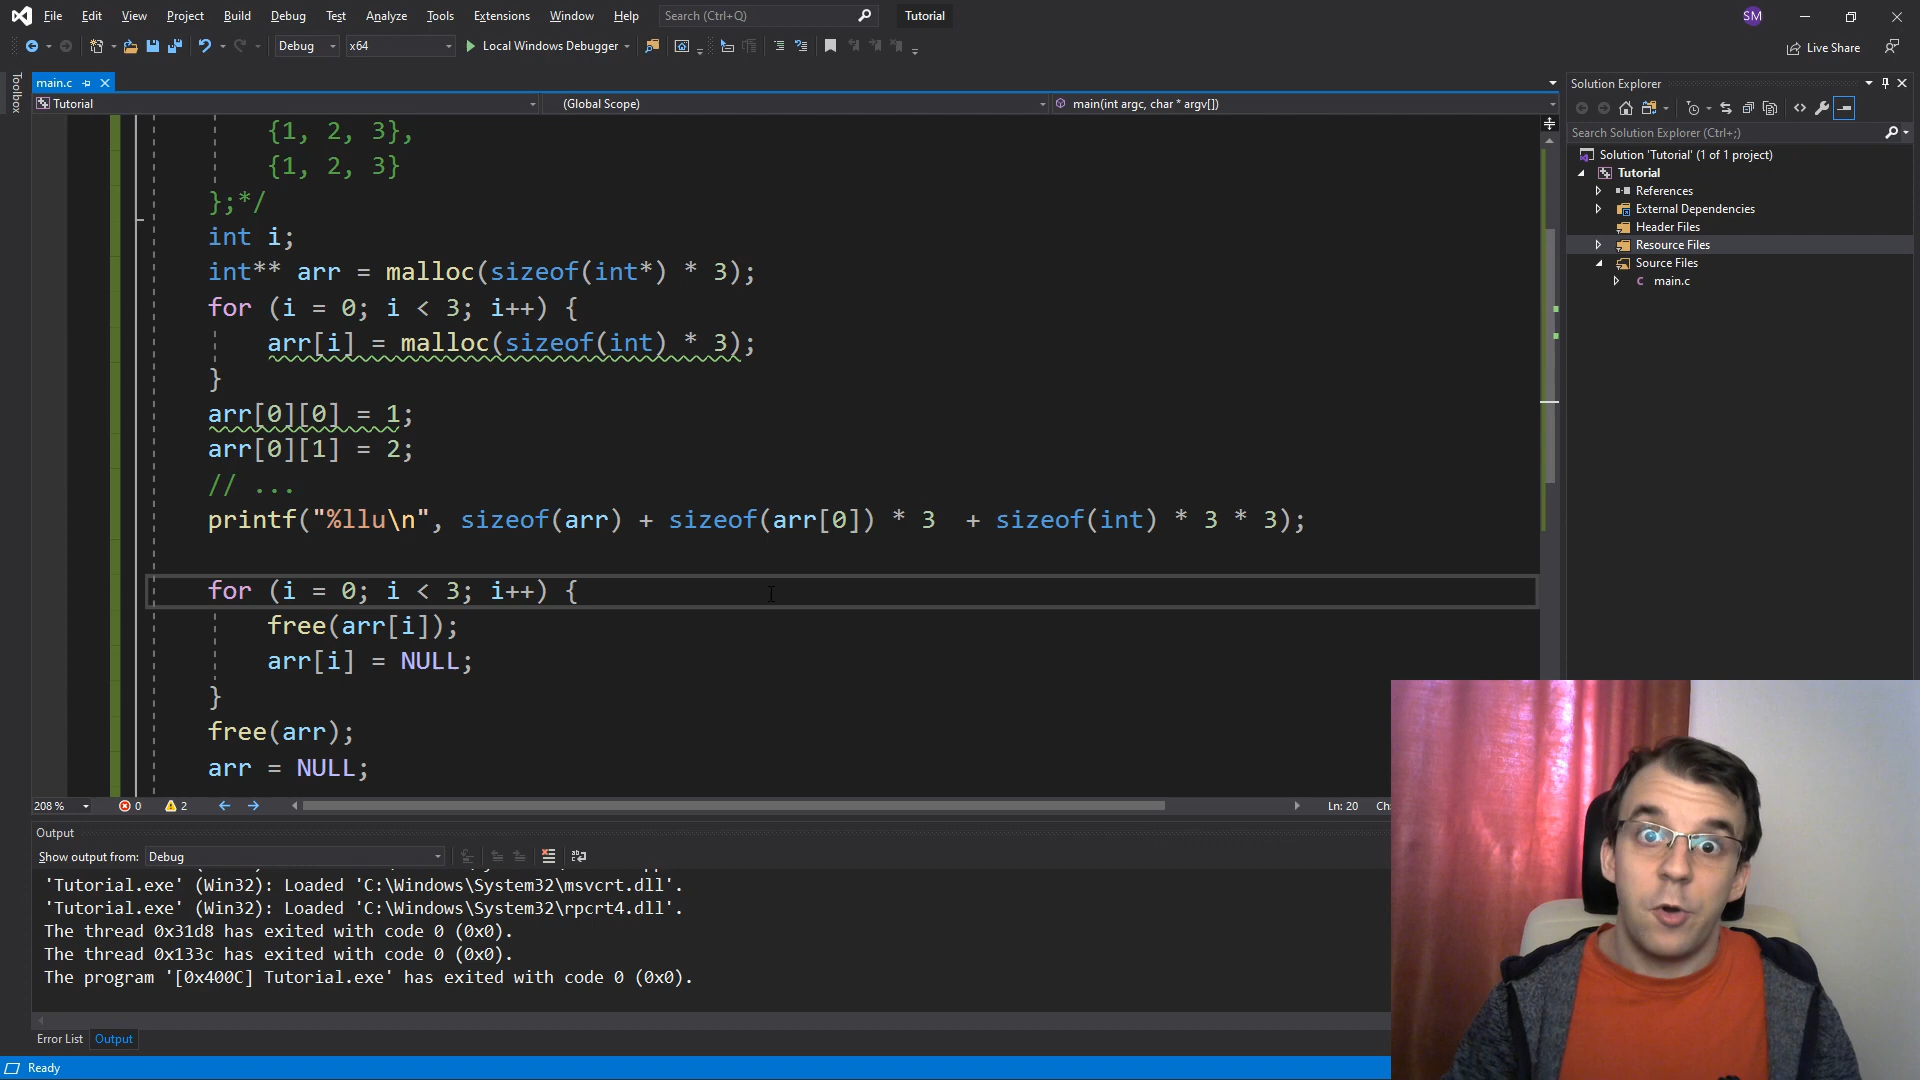 File Edit View Project Build Debug Test Analyze Tools Extensions Window Help Search (Ctrl+Q) Tutorial SM
Debug x64 Local Windows Debugger Live Share
Toolbox
main.c
Tutorial (Global Scope) main(int argc, char * argv[])
{1, 2, 3},
{1, 2, 3}
};*/
int i;
int** arr = malloc(sizeof(int*) * 3);
for (i = 0; i < 3; i++) {
arr[i] = malloc(sizeof(int) * 3);
}
arr[0][0] = 1;
arr[0][1] = 2;
// ...
printf("%llu\n", sizeof(arr) + sizeof(arr[0]) * 3  + sizeof(int) * 3 * 3);
for (i = 0; i < 3; i++) {
free(arr[i]);
arr[i] = NULL;
}
free(arr);
arr = NULL;
208 % 0 2 Ln: 20
Output
Show output from: Debug
'Tutorial.exe' (Win32): Loaded 'C:\Windows\System32\msvcrt.dll'.
'Tutorial.exe' (Win32): Loaded 'C:\Windows\System32\rpcrt4.dll'.
The thread 0x31d8 has exited with code 0 (0x0).
The thread 0x133c has exited with code 0 (0x0).
The program '[0x400C] Tutorial.exe' has exited with code 0 (0x0).
Error List Output
Ready
Solution Explorer
Search Solution Explorer (Ctrl+;)
Solution 'Tutorial' (1 of 1 project)
Tutorial
References
External Dependencies
Header Files
Resource Files
Source Files
main.c